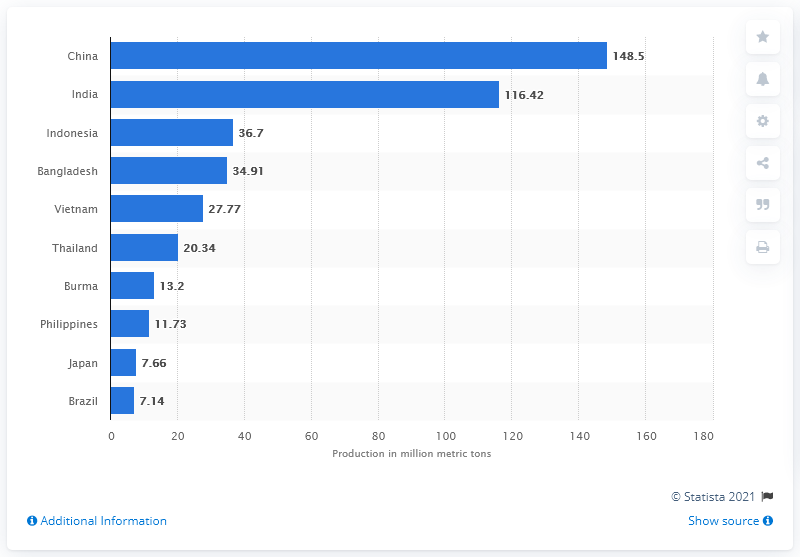 China 148.5
India 116.42
Indonesia 36.7
Bangladesh 34.91
Vietnam 27.77
Thailand 20.34
Burma 13.2
Philippines 11.73
Japan 7.66
Brazil 7.14
0 20 40 60 80 100 120 140 160 180
Production in million metric tons
© Statista 2021
Additional Information Show source